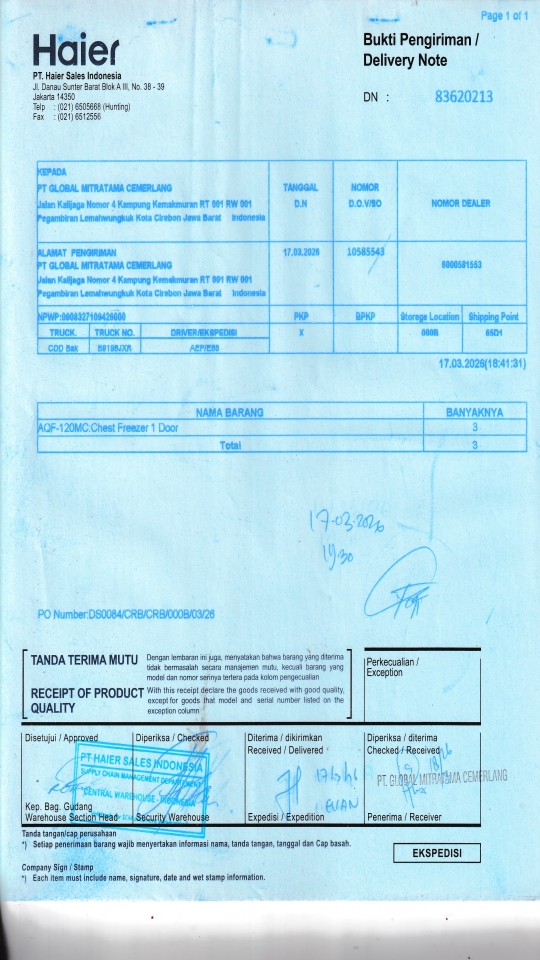 Page 1 of 1
Haier
Bukti Pengiriman /
Delivery Note
PT. Haier Sales Indonesia
Jl. Danau Sunter Barat Blok A III, No. 38 - 39
Jakarta 14350
Telp : (021) 6505668 (Hunting)
Fax : (021) 6512556
DN : 83620213
KEPADA
PT GLOBAL MITRATAMA CEMERLANG
Jalan Kalijaga Nomor 4 Kampung Kemakmuran RT 001 RW 001
Pegambiran Lemahwungkuk Kota Cirebon Jawa Barat Indonesia
TANGGAL
D.N
NOMOR
D.O.V/SO
NOMOR DEALER
ALAMAT PENGIRIMAN
PT GLOBAL MITRATAMA CEMERLANG
Jalan Kalijaga Nomor 4 Kampung Kemakmuran RT 001 RW 001
Pegambiran Lemahwungkuk Kota Cirebon Jawa Barat Indonesia
17.03.2026
10585543
NPWP:
PKP
BPKP
Storege Location
Shipping Point
TRUCK.
TRUCK NO.
DRIVER/EKSPEDISI
X
000B
65D1
COD Bak
B9198JXR
17.03.2026(18:41:31)
NAMA BARANG
BANYAKNYA
AQF-120MC:Chest Freezer 1 Door
3
Total
3
17-03-2026
19.30
PO Number:DS0084/CRB/CRB/000B/03/26
TANDA TERIMA MUTU
Dengan lembaran ini juga, menyatakan bahwa barang yang diterima
tidak bermasalah secara manajemen mutu, kecuali barang yang
model dan nomor serinya tertera pada kolom pengecualian
RECEIPT OF PRODUCT
QUALITY
With this receipt declare the goods received with good quality,
except for goods that model and serial number listed on the
exception column
Perkecualian /
Exception
Disetujui / Approved
Diperiksa / Checked
Diterima / dikirimkan
Received / Delivered
Diperiksa / diterima
Checked / Received
PT HAIER SALES INDONESIA
SUPPLY CHAIN MANAGEMENT DEPARTMENT
CENTRAL WAREHOUSE - INDONESIA
17/3/26
PT. GLOBAL MITRATAMA CEMERLANG
Kep. Bag. Gudang
Warehouse Section Head
Security Warehouse
Expedisi / Expedition
Penerima / Receiver
Tanda tangan/cap perusahaan
*) Setiap penerimaan barang wajib menyertakan informasi nama, tanda tangan, tanggal dan Cap basah.
EKSPEDISI
Company Sign / Stamp
*) Each item must include name, signature, date and wet stamp information.